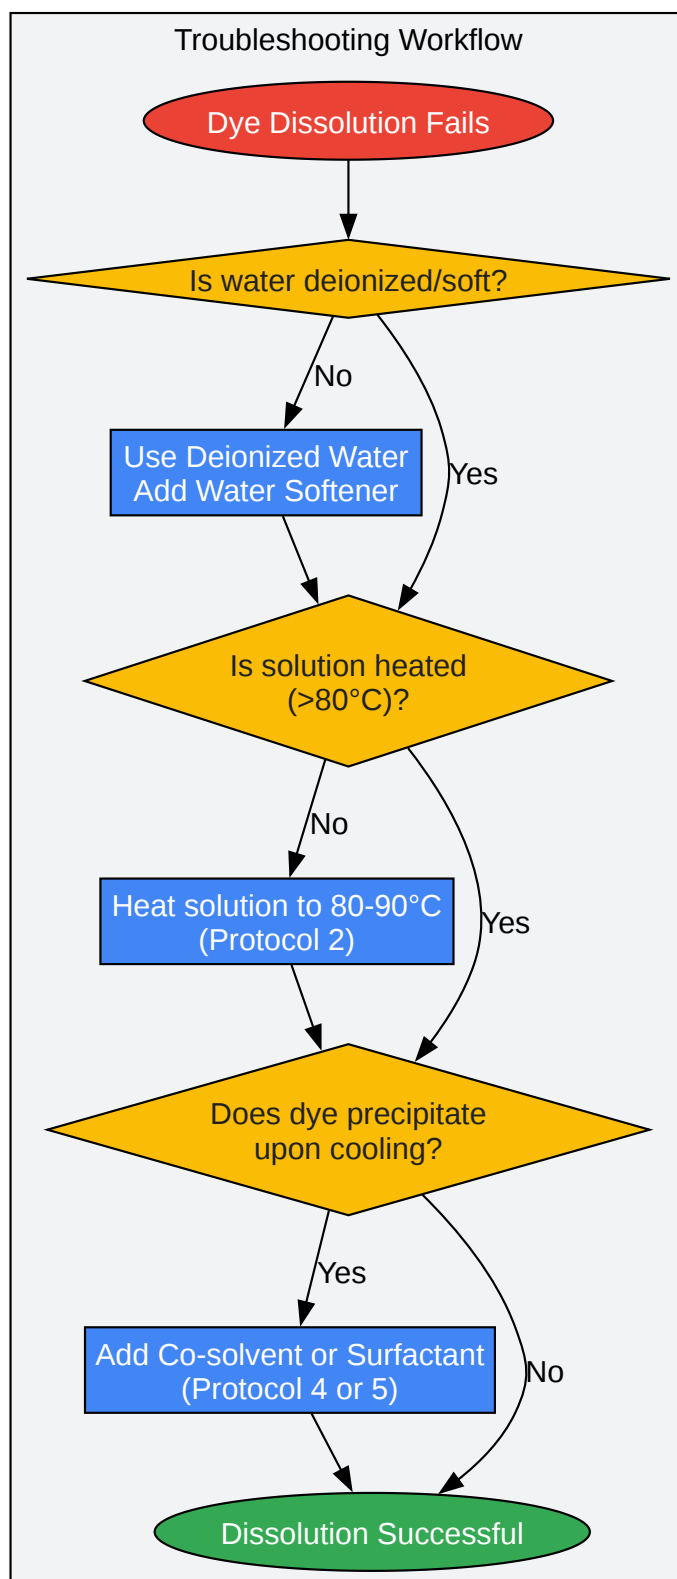 Troubleshooting Workflow
Dye Dissolution Fails
Is water deionized/soft?
No
Use Deionized Water
Add Water Softener
Yes
Is solution heated
(>80°C)?
No
Heat solution to 80-90°C
(Protocol 2)
Yes
Does dye precipitate
upon cooling?
Yes
Add Co-solvent or Surfactant
(Protocol 4 or 5)
No
Dissolution Successful